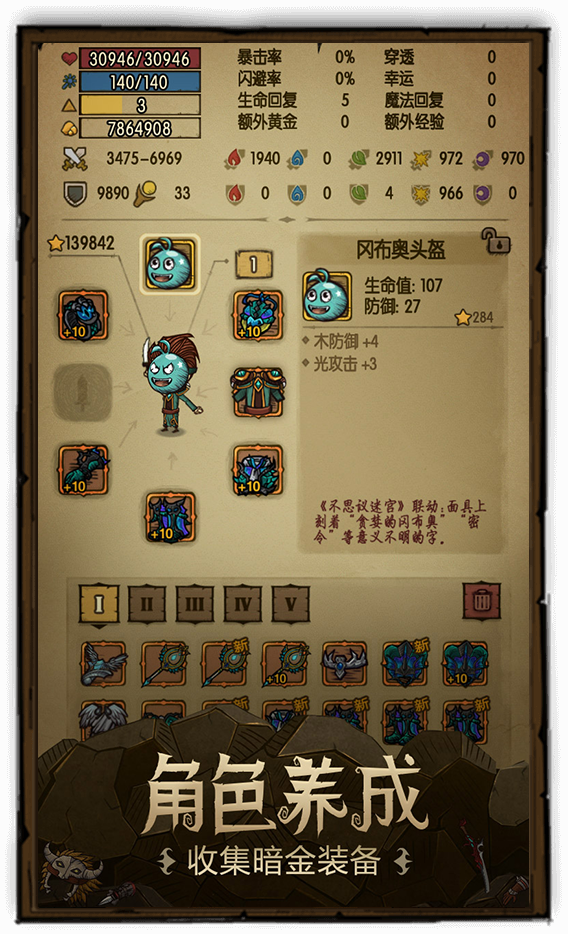 30946/30946 暴击率 0% 穿透 0
140/140 闪避率 0% 幸运 0
3 生命回复 5 魔法回复 0
7864908 额外黄金 0 额外经验 0
3475-6969 1940 0 2911 972 970
9890 33 0 0 4 966 0
139842
1
冈布奥头盔
生命值: 107
防御: 27
284
木防御 +4
光攻击 +3
+10
+10
+10
+10
+10
《不思议迷宫》联动:面具上
刻着“贪婪的冈布奥”“密
令”等意义不明的字。
I II III IV V
新 新
+10 +10
新 新 新 新 新
角色养成
收集暗金装备